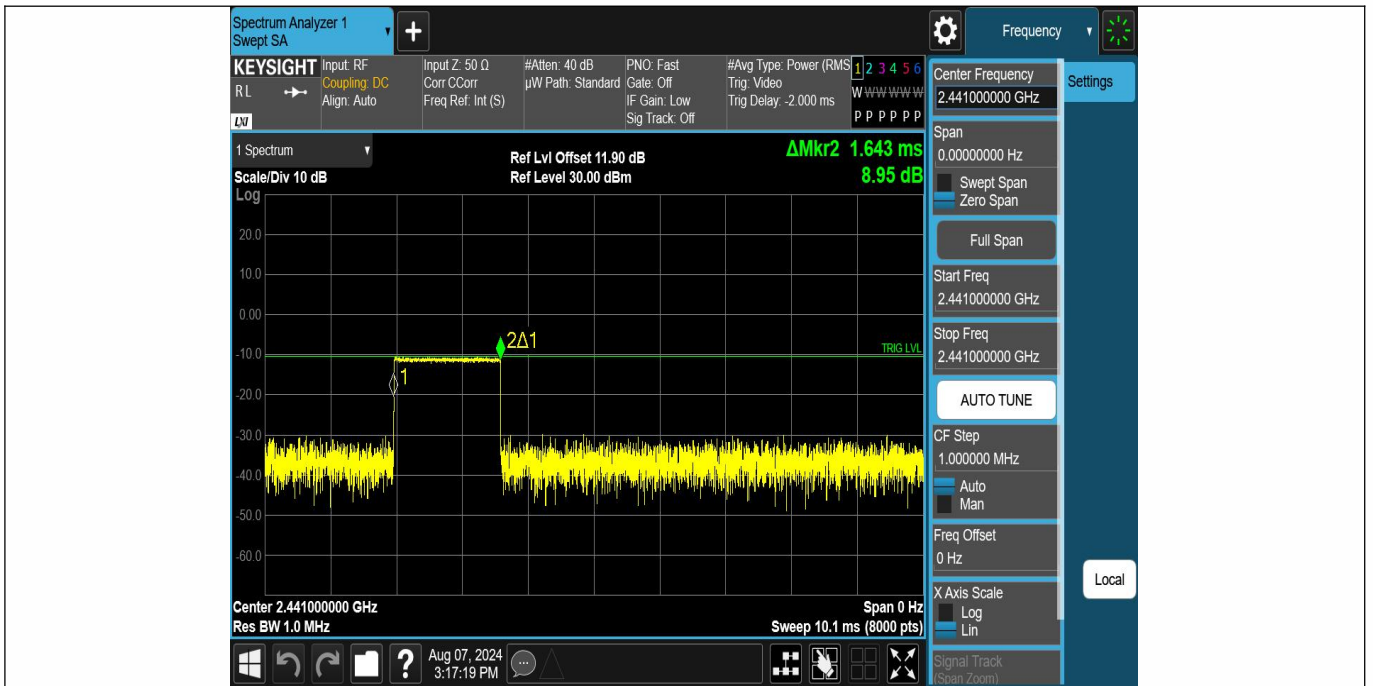 Spectrum Analyzer 1
Swept SA
Frequency
KEYSIGHT
RL
LXI
Input: RF
Coupling: DC
Align: Auto
Input Z: 50 Ω
Corr CCorr
Freq Ref: Int (S)
#Atten: 40 dB
µW Path: Standard
PNO: Fast
Gate: Off
IF Gain: Low
Sig Track: Off
#Avg Type: Power (RMS
Trig: Video
Trig Delay: -2.000 ms
1 2 3 4 5 6
W W W W W W
P P P P P P
1 Spectrum
Scale/Div 10 dB
Log
Ref Lvl Offset 11.90 dB
Ref Level 30.00 dBm
ΔMkr2 1.643 ms
8.95 dB
20.0
10.0
0.00
-10.0
-20.0
-30.0
-40.0
-50.0
-60.0
2Δ1
1
TRIG LVL
Center 2.441000000 GHz
Res BW 1.0 MHz
Span 0 Hz
Sweep 10.1 ms (8000 pts)
Center Frequency
2.441000000 GHz
Settings
Span
0.00000000 Hz
Swept Span
Zero Span
Full Span
Start Freq
2.441000000 GHz
Stop Freq
2.441000000 GHz
AUTO TUNE
CF Step
1.000000 MHz
Auto
Man
Freq Offset
0 Hz
X Axis Scale
Log
Lin
Signal Track
(Span Zoom)
Local
?
Aug 07, 2024
3:17:19 PM